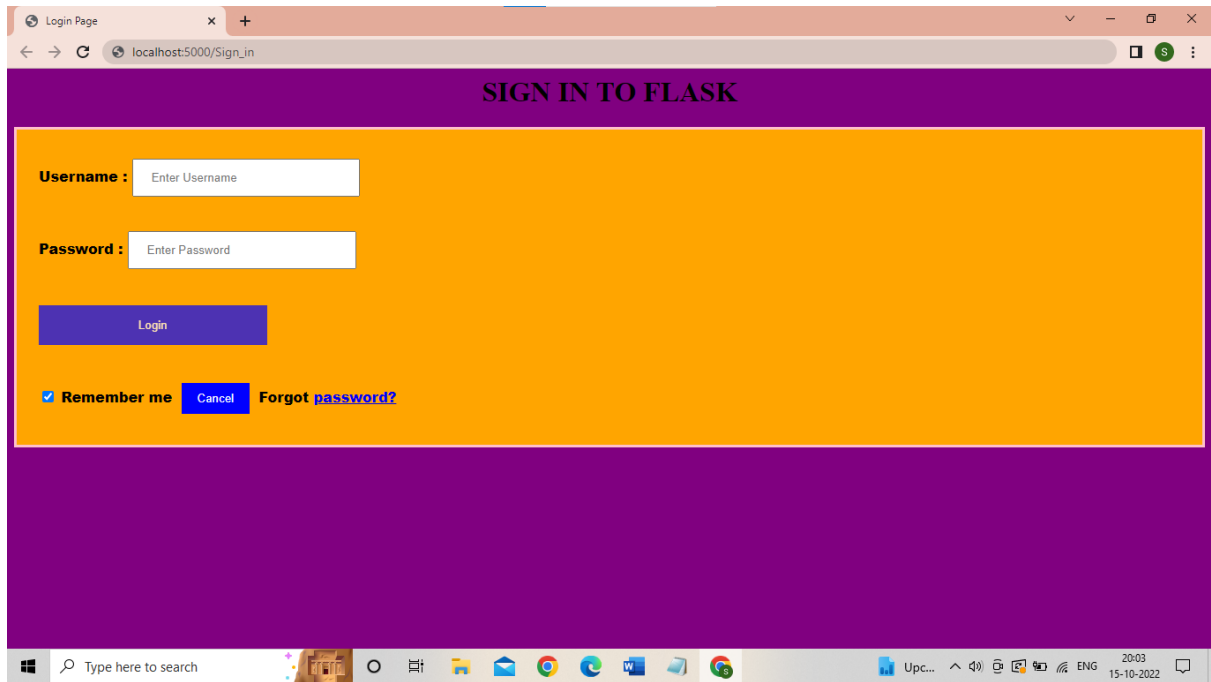 Login Page
localhost:5000/Sign_in
S
SIGN IN TO FLASK
Username : Enter Username
Password : Enter Password
Login
Remember me Cancel Forgot password?
Type here to search
Upc... ENG 20:03
15-10-2022